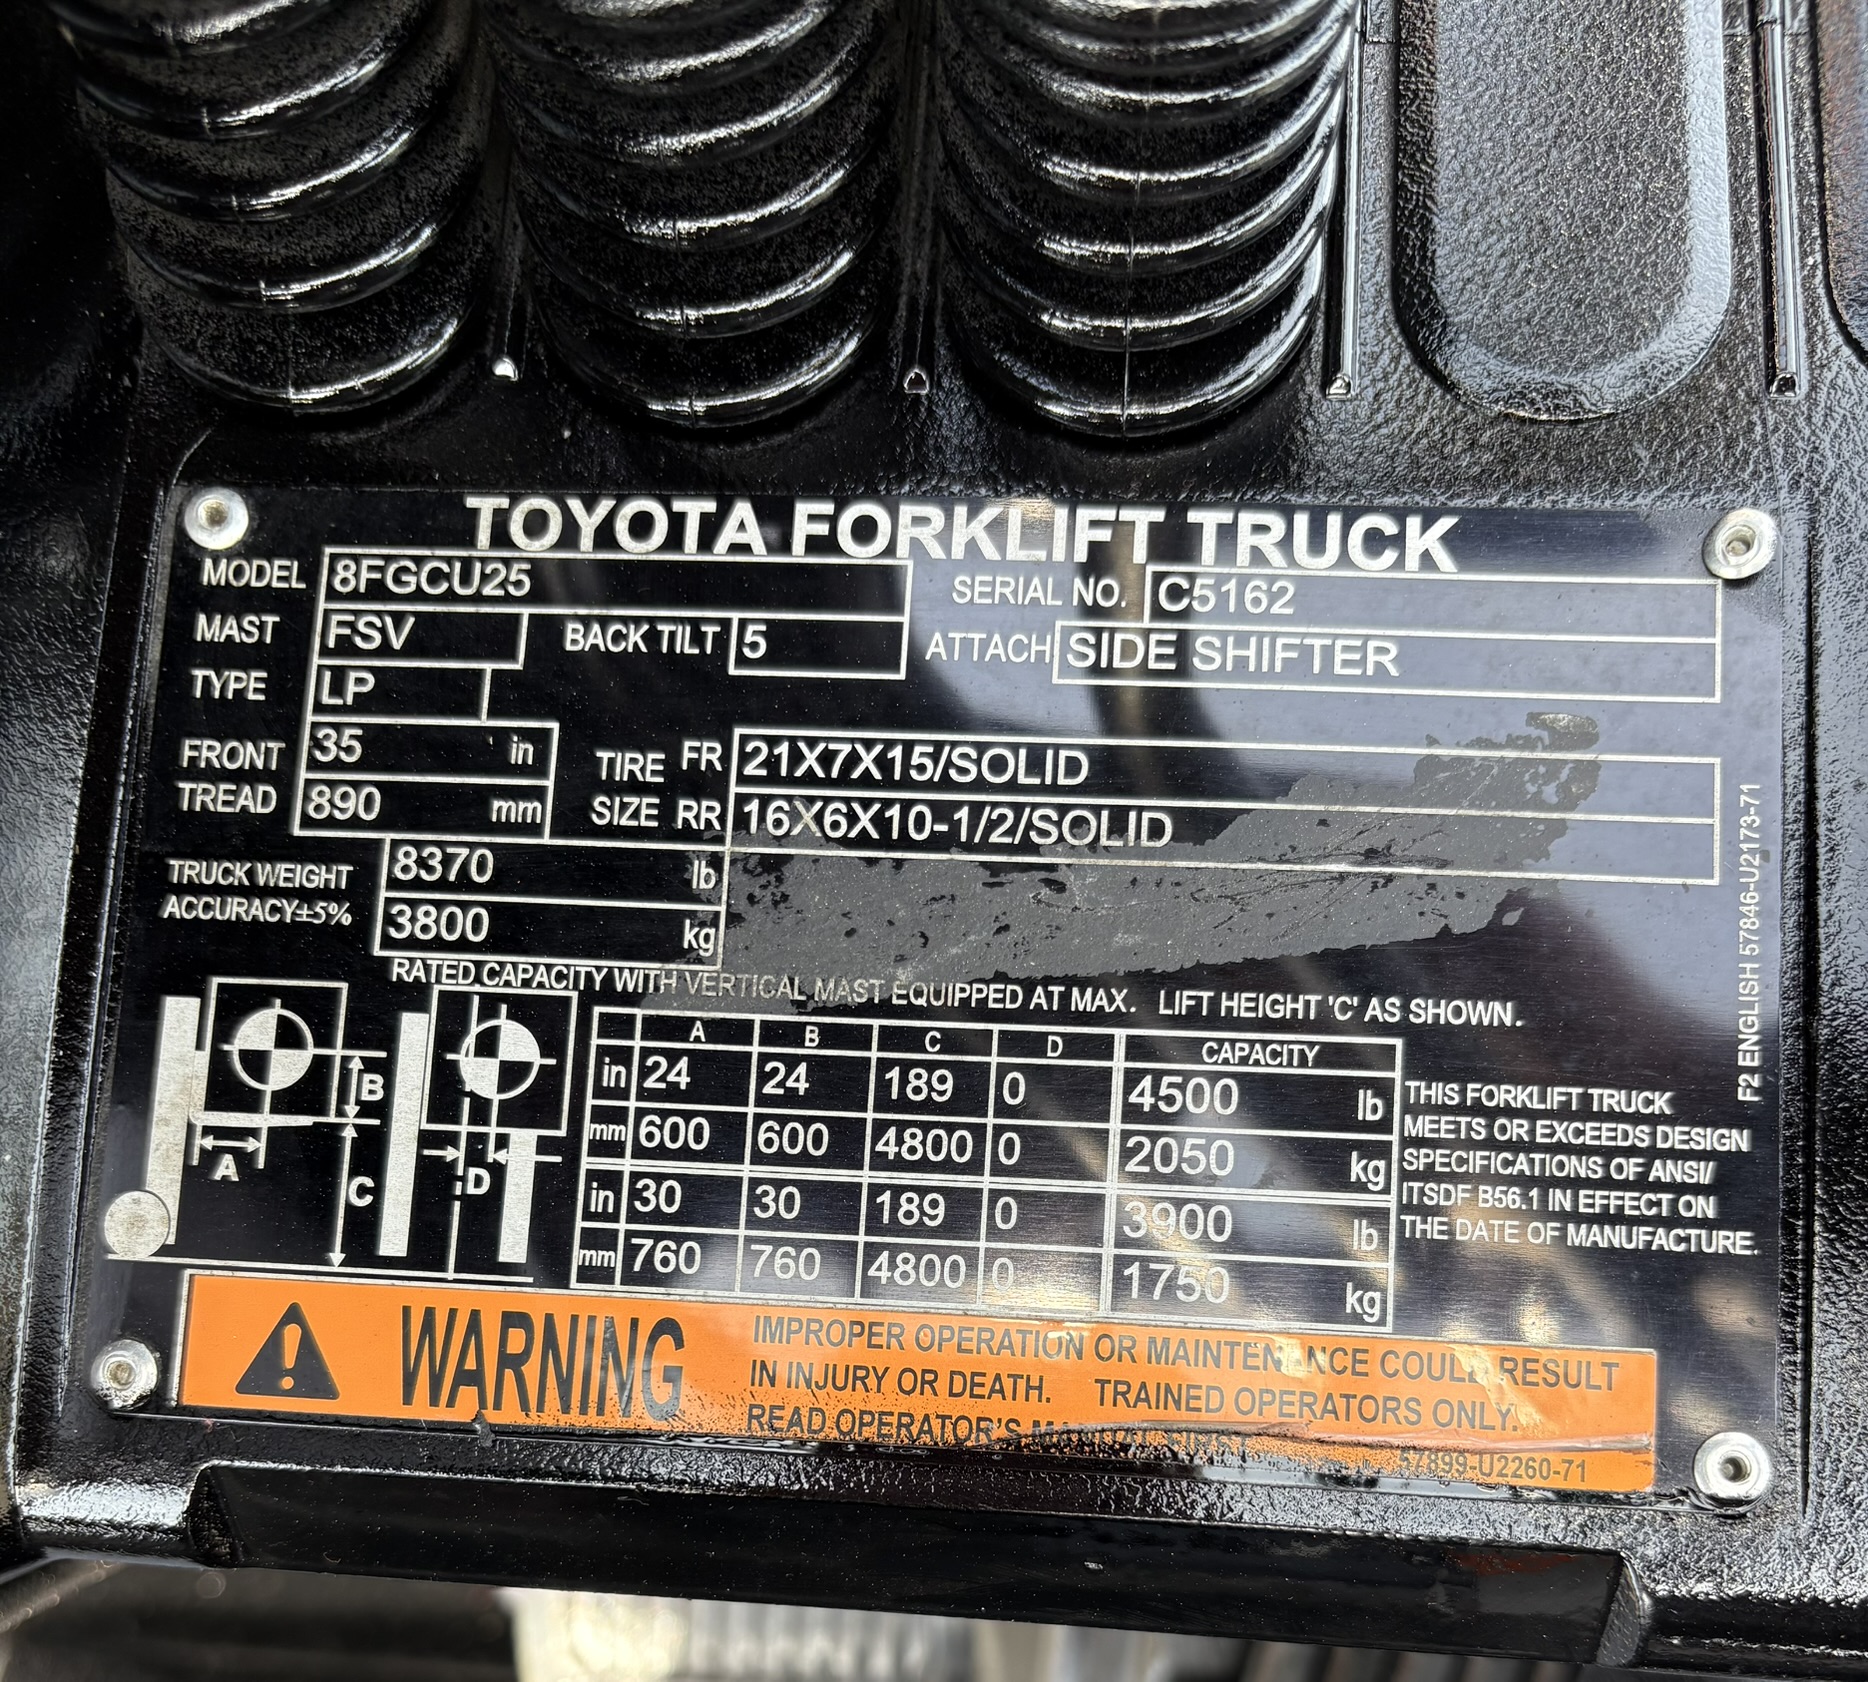 TOYOTA FORKLIFT TRUCK
MODEL 8FGCU25 SERIAL NO. C5162
MAST FSV BACK TILT 5 ATTACH SIDE SHIFTER
TYPE LP
FRONT TREAD 35 in TIRE SIZE FR 21X7X15/SOLID
890 mm RR 16X6X10-1/2/SOLID
TRUCK WEIGHT 8370 lb
ACCURACY±5% 3800 kg
RATED CAPACITY WITH VERTICAL MAST EQUIPPED AT MAX. LIFT HEIGHT 'C' AS SHOWN.
A B C D CAPACITY
in 24 24 189 0 4500 lb
mm 600 600 4800 0 2050 kg
in 30 30 189 0 3900 lb
mm 760 760 4800 0 1750 kg
B
A
C
D
THIS FORKLIFT TRUCK
MEETS OR EXCEEDS DESIGN
SPECIFICATIONS OF ANSI/
ITSDF B56.1 IN EFFECT ON
THE DATE OF MANUFACTURE.
F2 ENGLISH 57846-U2173-71
WARNING
IMPROPER OPERATION OR MAINTENANCE COULD RESULT
IN INJURY OR DEATH. TRAINED OPERATORS ONLY.
READ OPERATOR'S MANUAL FIRST.
57899-U2260-71